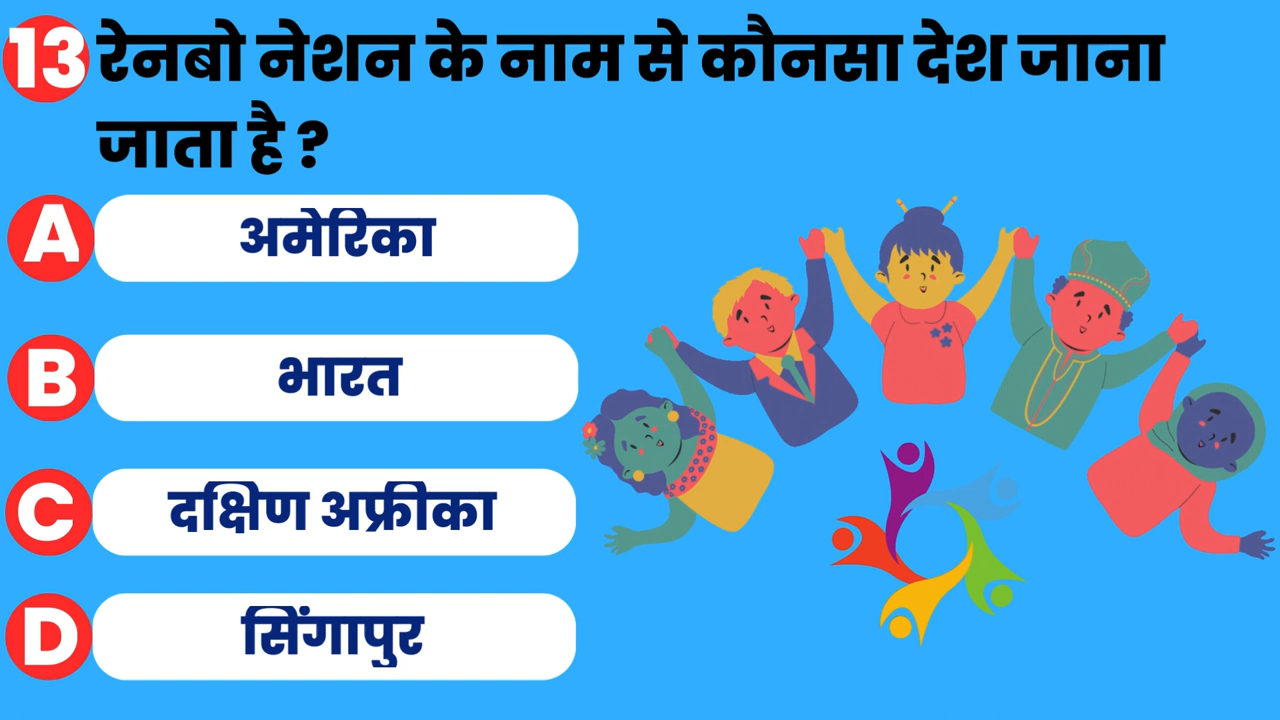 13 रेनबो नेशन के नाम से कौनसा देश जाना
जाता है ?
A अमेरिका
B भारत
C दक्षिण अफ्रीका
D सिंगापुर